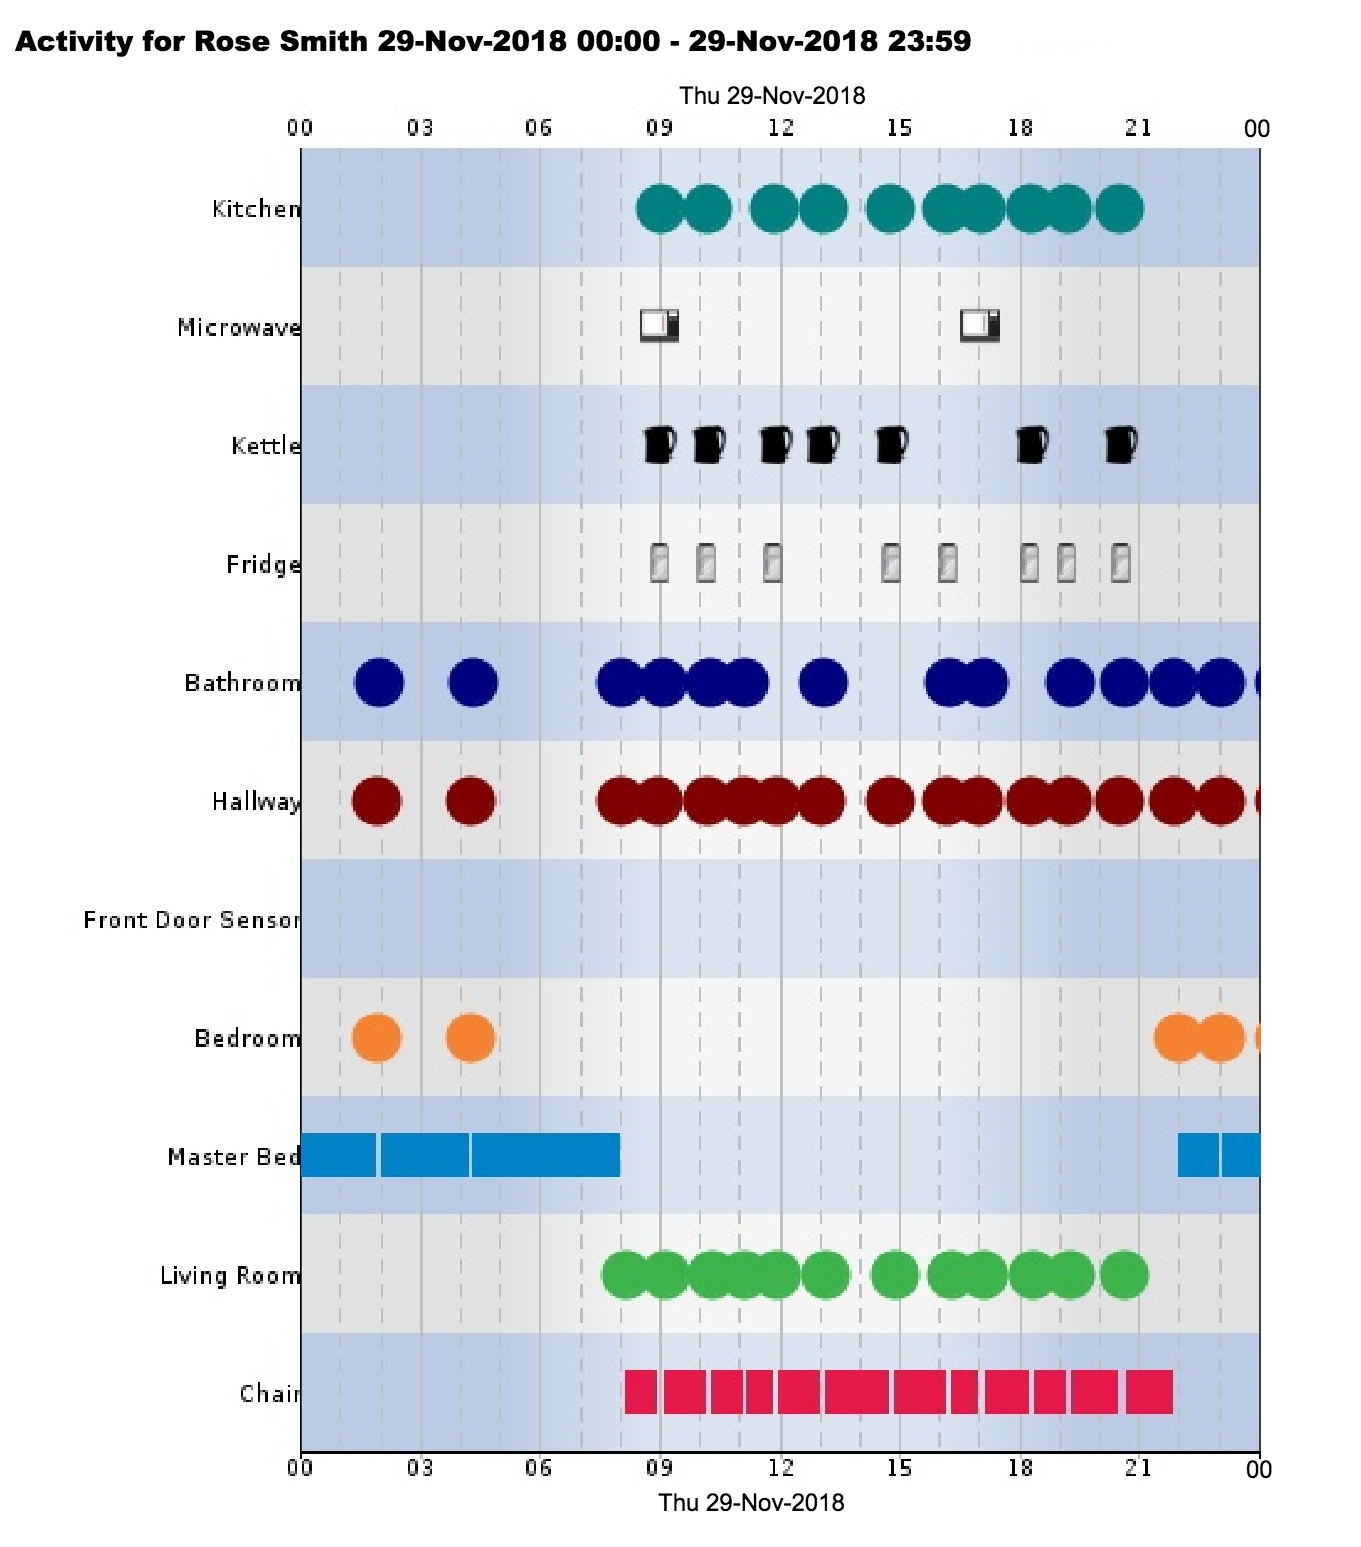 Activity for Rose Smith 29-Nov-2018 00:00 - 29-Nov-2018 23:59
Thu 29-Nov-2018
00 03 06 09 12 15 18 21 00
Kitchen
Microwave
Kettle
Fridge
Bathroom
Hallway
Front Door Sensor
Bedroom
Master Bed
Living Room
Chair
00 03 06 09 12 15 18 21 00
Thu 29-Nov-2018